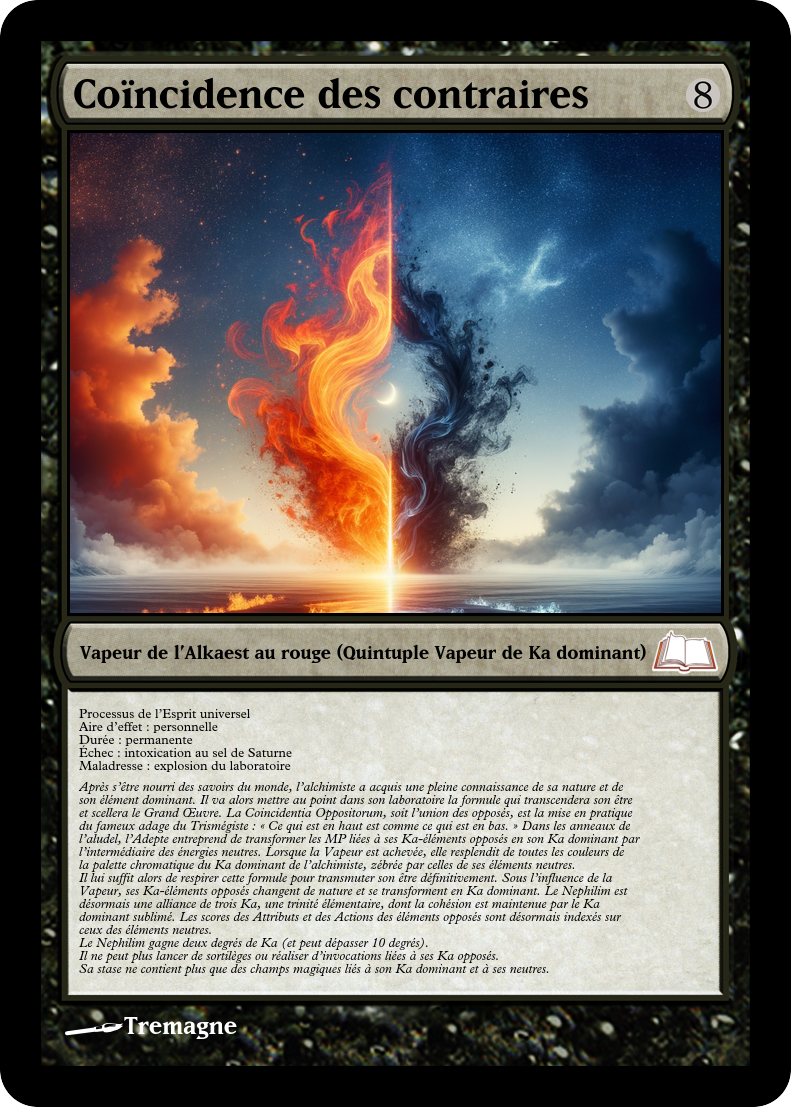 Coïncidence des contraires
8
Vapeur de l'Alkaest au rouge (Quintuple Vapeur de Ka dominant)
Processus de l'Esprit universel
Aire d'effet : personnelle
Durée : permanente
Échec : intoxication au sel de Saturne
Maladresse : explosion du laboratoire
Après s'être nourri des savoirs du monde, l'alchimiste a acquis une pleine connaissance de sa nature et de
son élément dominant. Il va alors mettre au point dans son laboratoire la formule qui transcendera son être
et scellera le Grand Œuvre. La Coincidentia Oppositorum, soit l'union des opposés, est la mise en pratique
du fameux adage du Trismégiste : « Ce qui est en haut est comme ce qui est en bas. » Dans les anneaux de
l'aludel, l'Adepte entreprend de transformer les MP liées à ses Ka-éléments opposés en son Ka dominant par
l'intermédiaire des énergies neutres. Lorsque la Vapeur est achevée, elle resplendit de toutes les couleurs de
la palette chromatique du Ka dominant de l'alchimiste, zébrée par celles de ses éléments neutres.
Il lui suffit alors de respirer cette formule pour transmuter son être définitivement. Sous l'influence de la
Vapeur, ses Ka-éléments opposés changent de nature et se transforment en Ka dominant. Le Nephilim est
désormais une alliance de trois Ka, une trinité élémentaire, dont la cohésion est maintenue par le Ka
dominant sublimé. Les scores des Attributs et des Actions des éléments opposés sont désormais indexés sur
ceux des éléments neutres.
Le Nephilim gagne deux degrés de Ka (et peut dépasser 10 degrés).
Il ne peut plus lancer de sortilèges ou réaliser d'invocations liées à ses Ka opposés.
Sa stase ne contient plus que des champs magiques liés à son Ka dominant et à ses neutres.
Tremagne